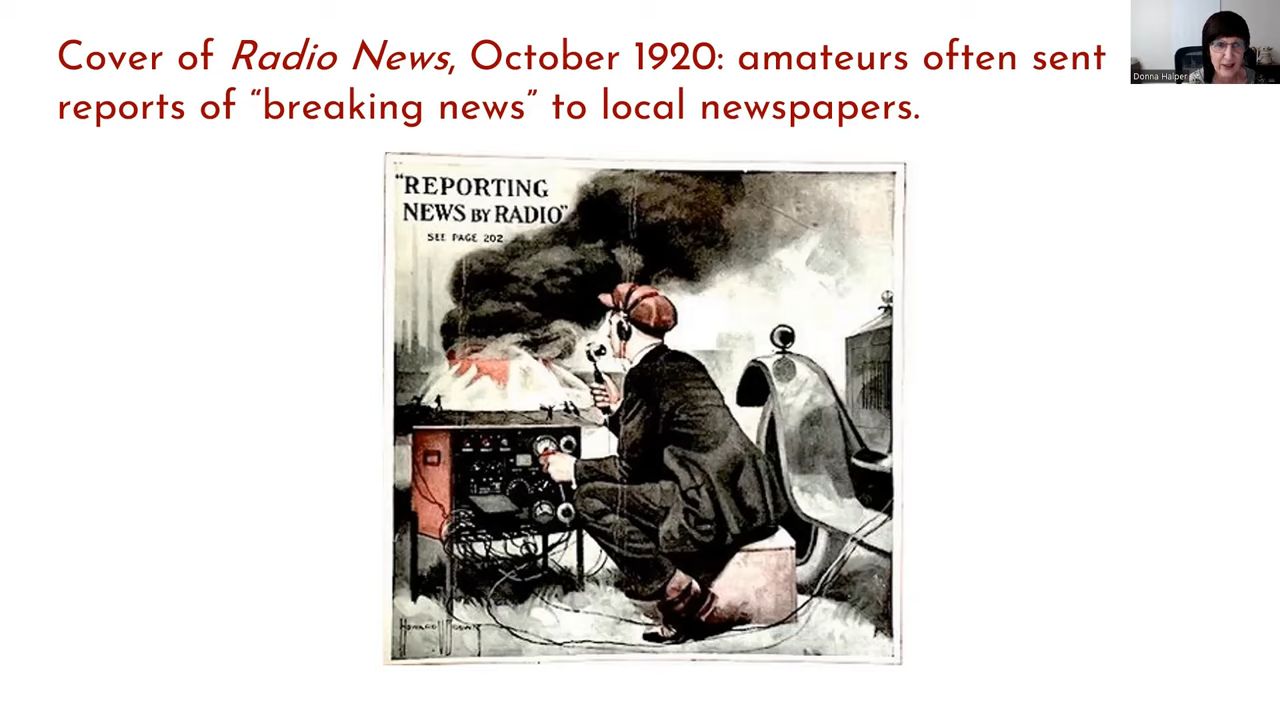 Cover of Radio News, October 1920: amateurs often sent
reports of “breaking news” to local newspapers.
Donna Halper
“REPORTING
NEWS BY RADIO”
SEE PAGE 202